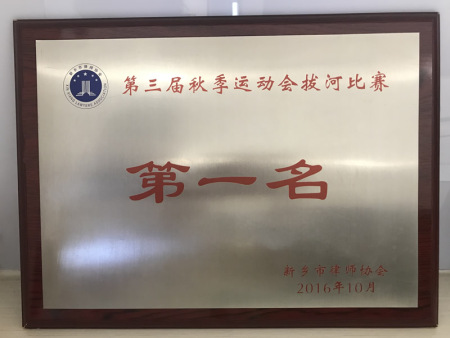 第三届秋季运动会拔河比赛
第一名
新乡市律师协会
2016年10月